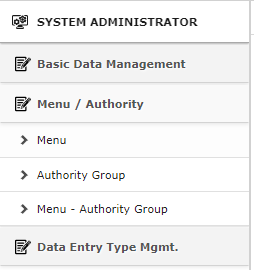 SYSTEM ADMINISTRATOR
Basic Data Management
Menu / Authority
Menu
Authority Group
Menu - Authority Group
Data Entry Type Mgmt.